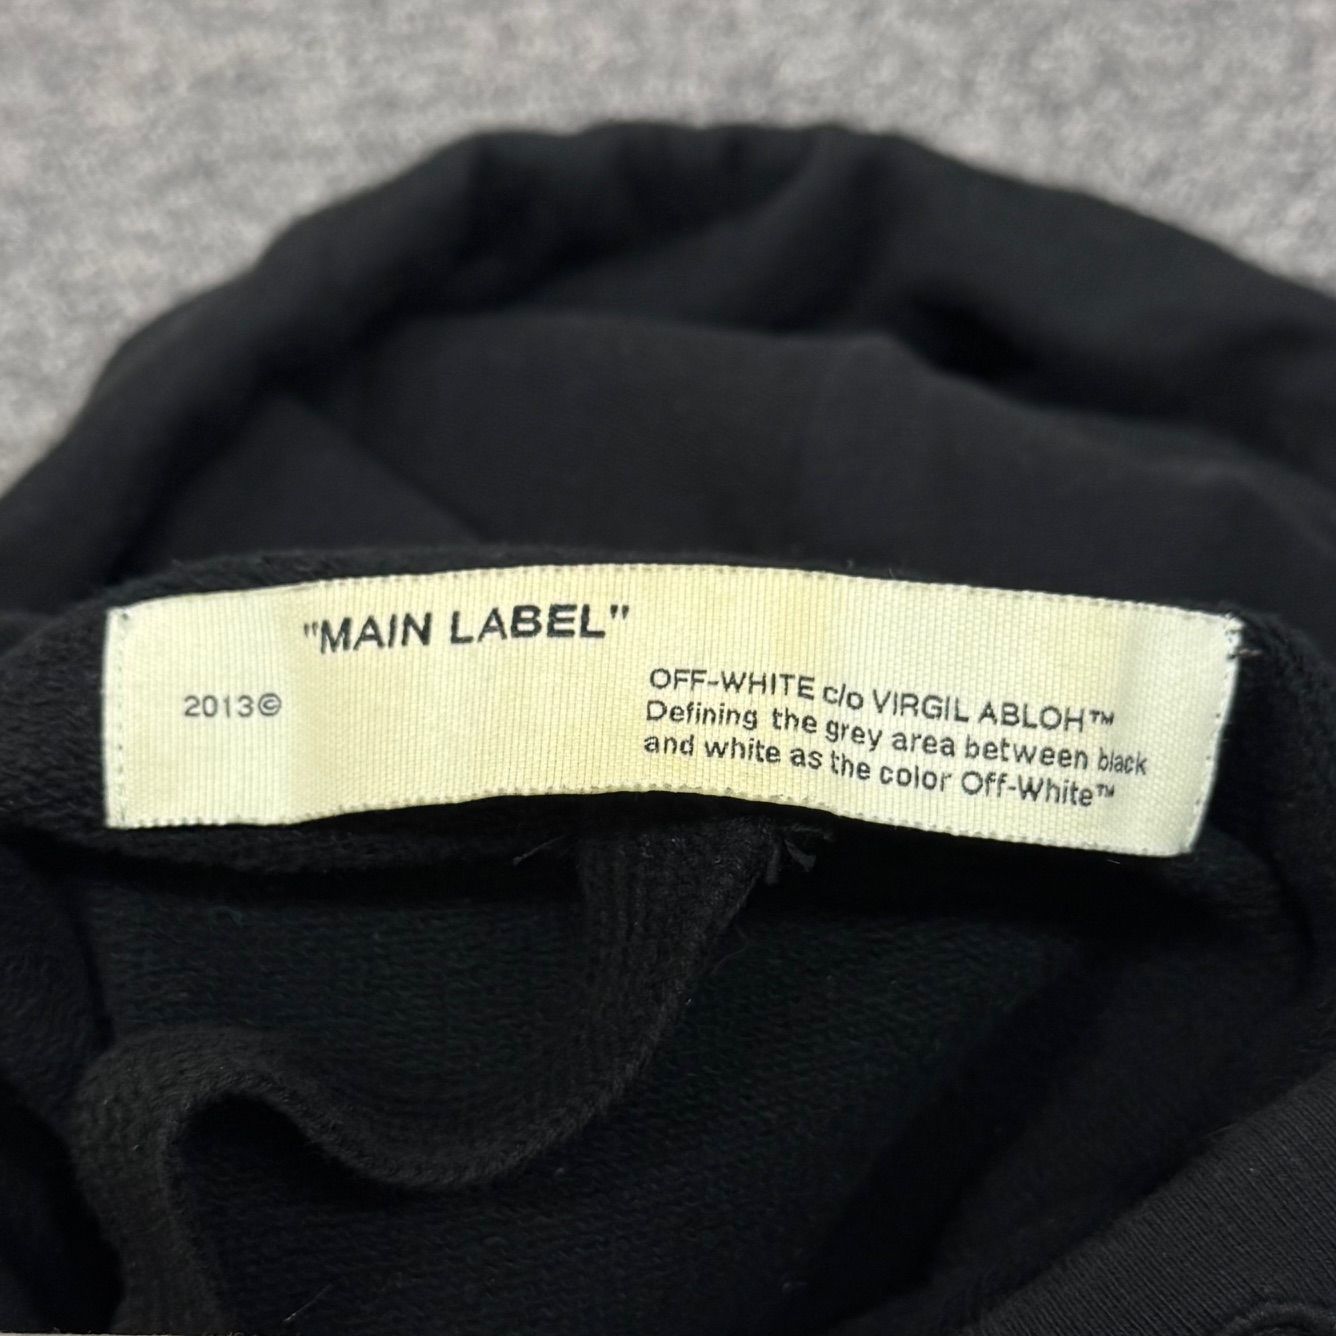 "MAIN LABEL"
2013©
OFF-WHITE c/o VIRGIL ABLOH™
Defining the grey area between black
and white as the color Off-White™